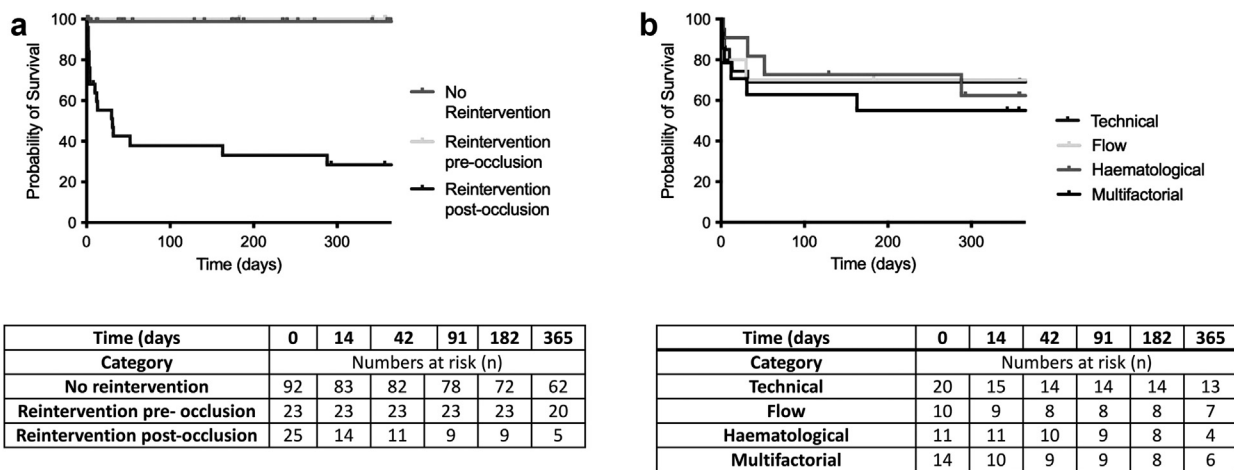 a
Probability of Survival
100
80
60
40
20
0
0 100 200 300
Time (days)
No
Reintervention
Reintervention
pre-occlusion
Reintervention
post-occlusion
Time (days 0 14 42 91 182 365
Category Numbers at risk (n)
No reintervention 92 83 82 78 72 62
Reintervention pre- occlusion 23 23 23 23 23 20
Reintervention post-occlusion 25 14 11 9 9 5
b
Probability of Survival
100
80
60
40
20
0
0 100 200 300
Time (days)
Technical
Flow
Haematological
Multifactorial
Time (days 0 14 42 91 182 365
Category Numbers at risk (n)
Technical 20 15 14 14 14 13
Flow 10 9 8 8 8 7
Haematological 11 11 10 9 8 4
Multifactorial 14 10 9 9 8 6